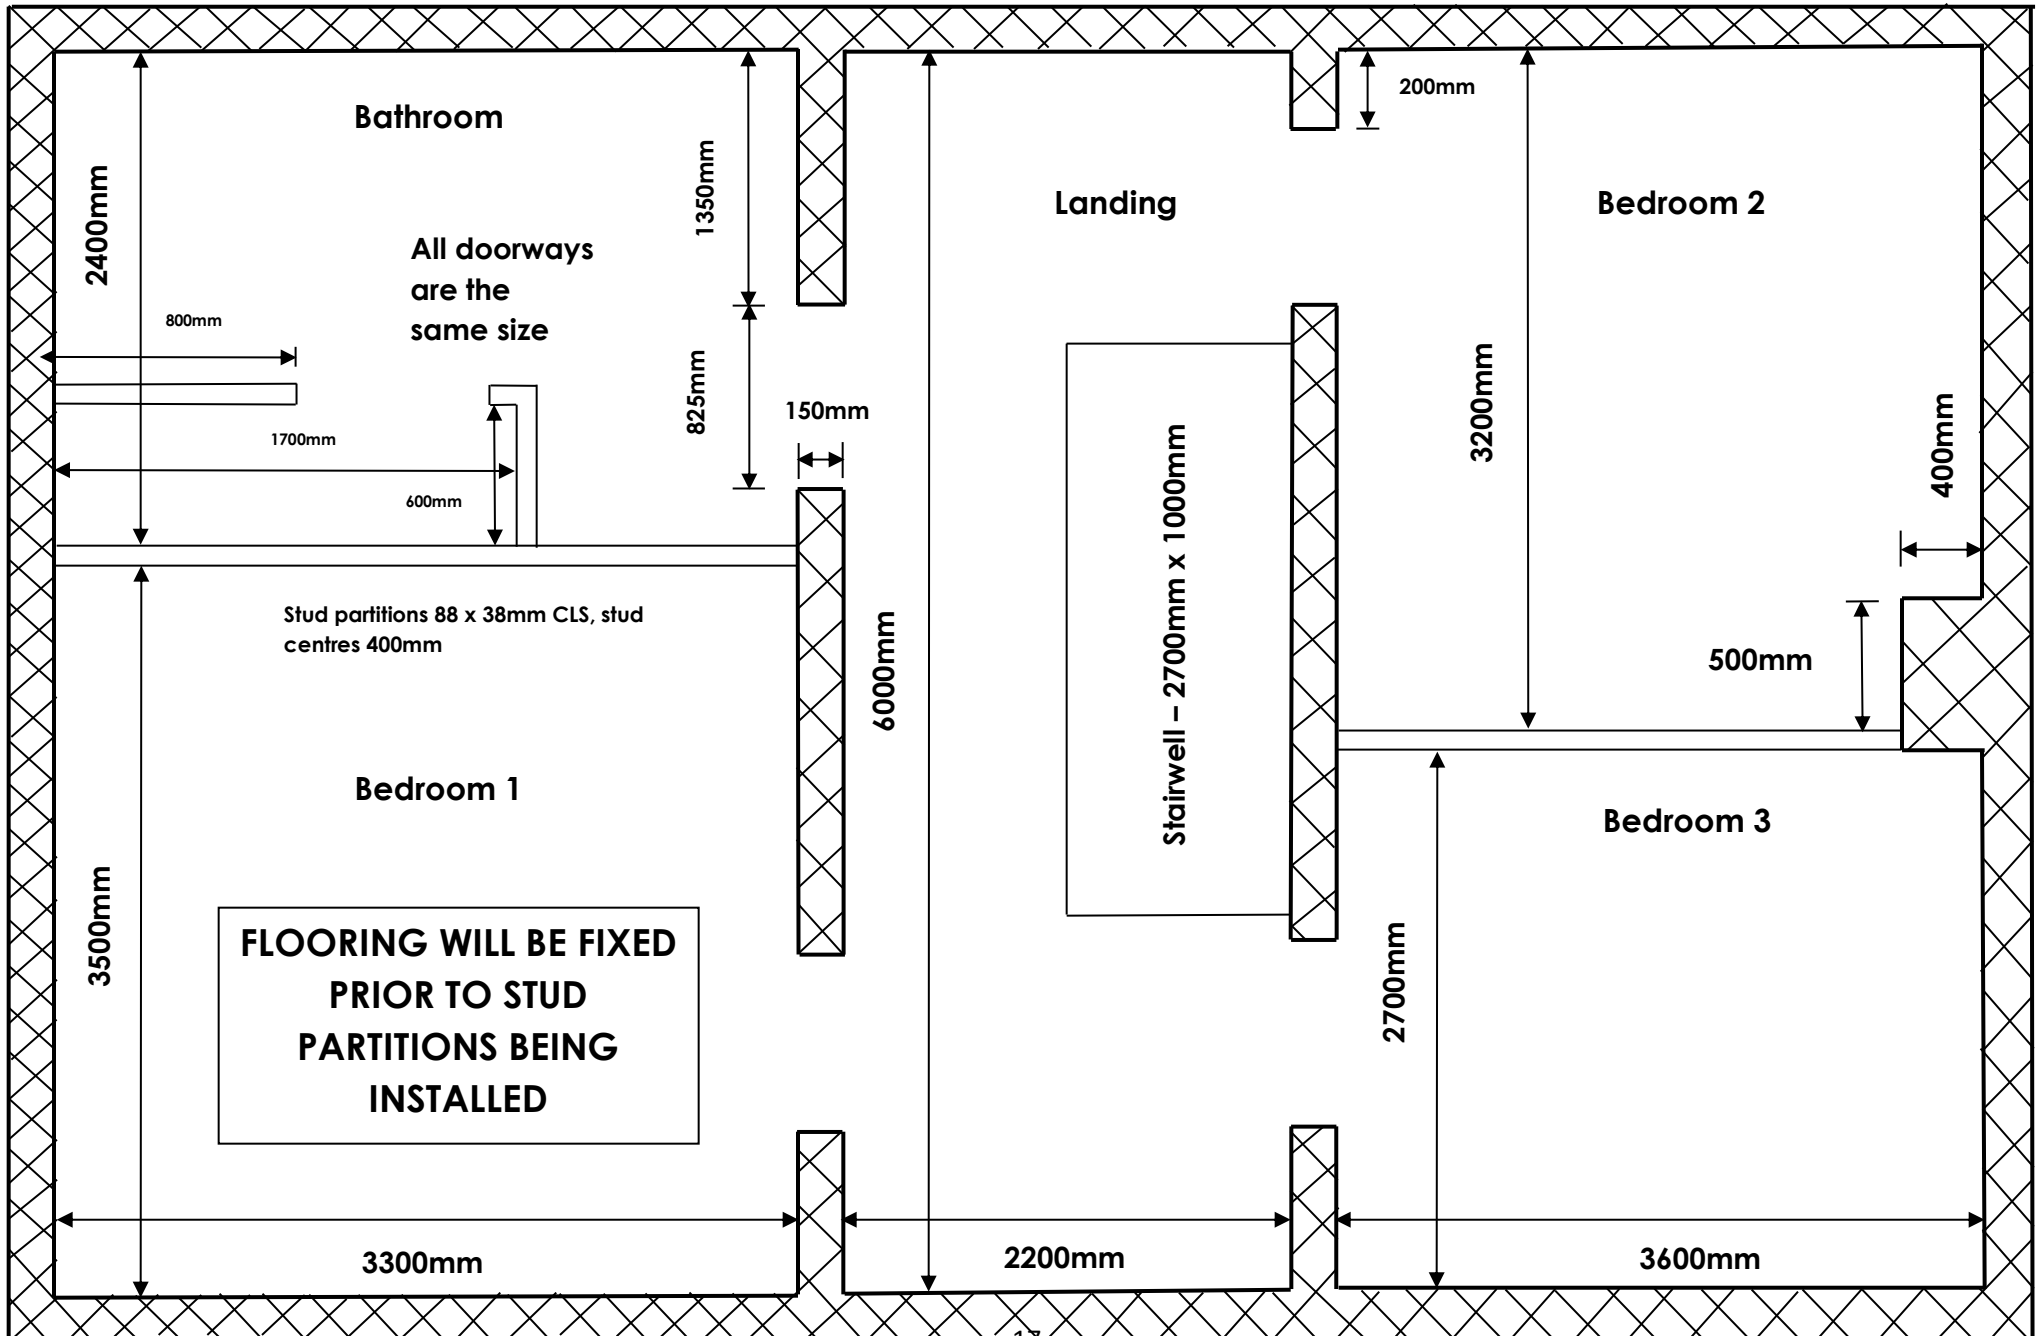 200mm
Bathroom
1350mm
2400mm
Landing
Bedroom 2
All doorways
are the
same size
800mm
825mm
150mm
3200mm
400mm
1700mm
600mm
Stairwell – 2700mm x 1000mm
Stud partitions 88 x 38mm CLS, stud
centres 400mm
6000mm
500mm
Bedroom 1
Bedroom 3
3500mm
FLOORING WILL BE FIXED
PRIOR TO STUD
PARTITIONS BEING
INSTALLED
2700mm
3300mm
2200mm
3600mm
17